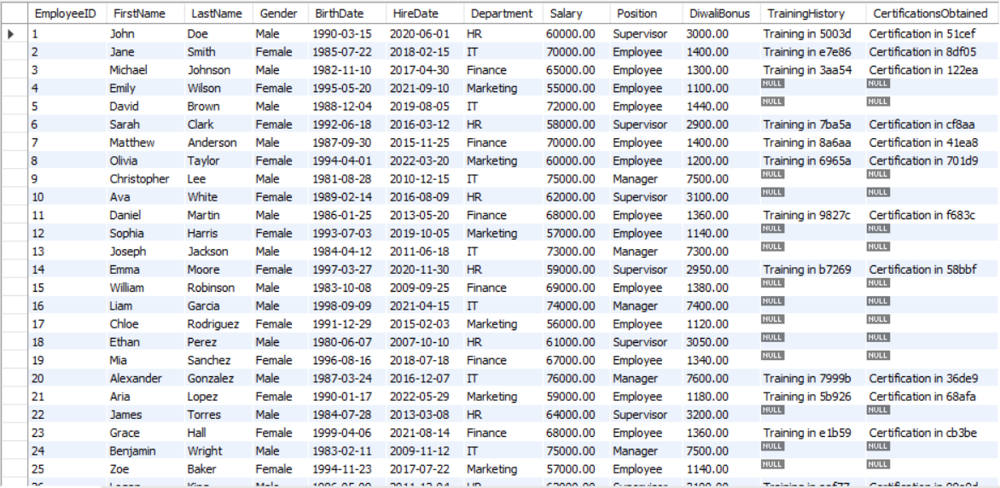 EmployeeID FirstName LastName Gender BirthDate HireDate Department Salary Position DiwaliBonus TrainingHistory CertificationsObtained
1 John Doe Male 1990-03-15 2020-06-01 HR 60000.00 Supervisor 3000.00 Training in 5003d Certification in 51cef
2 Jane Smith Female 1985-07-22 2018-02-15 IT 70000.00 Employee 1400.00 Training in e7e86 Certification in 8df05
3 Michael Johnson Male 1982-11-10 2017-04-30 Finance 65000.00 Employee 1300.00 Training in 3aa54 Certification in 122ea
4 Emily Wilson Female 1995-05-20 2021-09-10 Marketing 55000.00 Employee 1100.00 NULL NULL
5 David Brown Male 1988-12-04 2019-08-05 IT 72000.00 Employee 1440.00 NULL NULL
6 Sarah Clark Female 1992-06-18 2016-03-12 HR 58000.00 Supervisor 2900.00 Training in 7ba5a Certification in cf8aa
7 Matthew Anderson Male 1987-09-30 2015-11-25 Finance 70000.00 Employee 1400.00 Training in 8a6aa Certification in 41ea8
8 Olivia Taylor Female 1994-04-01 2022-03-20 Marketing 60000.00 Employee 1200.00 Training in 6965a Certification in 701d9
9 Christopher Lee Male 1981-08-28 2010-12-15 IT 75000.00 Manager 7500.00 NULL NULL
10 Ava White Female 1989-02-14 2016-08-09 HR 62000.00 Supervisor 3100.00 NULL NULL
11 Daniel Martin Male 1986-01-25 2013-05-20 Finance 68000.00 Employee 1360.00 Training in 9827c Certification in f683c
12 Sophia Harris Female 1993-07-03 2019-10-05 Marketing 57000.00 Employee 1140.00 NULL NULL
13 Joseph Jackson Male 1984-04-12 2011-06-18 IT 73000.00 Manager 7300.00 NULL NULL
14 Emma Moore Female 1997-03-27 2020-11-30 HR 59000.00 Supervisor 2950.00 Training in b7269 Certification in 58bbf
15 William Robinson Male 1983-10-08 2009-09-25 Finance 69000.00 Employee 1380.00 NULL NULL
16 Liam Garcia Male 1998-09-09 2021-04-15 IT 74000.00 Manager 7400.00 NULL NULL
17 Chloe Rodriguez Female 1991-12-29 2015-02-03 Marketing 56000.00 Employee 1120.00 NULL NULL
18 Ethan Perez Male 1980-06-07 2007-10-10 HR 61000.00 Supervisor 3050.00 NULL NULL
19 Mia Sanchez Female 1996-08-16 2018-07-18 Finance 67000.00 Employee 1340.00 NULL NULL
20 Alexander Gonzalez Male 1987-03-24 2016-12-07 IT 76000.00 Manager 7600.00 Training in 7999b Certification in 36de9
21 Aria Lopez Female 1990-01-17 2022-05-29 Marketing 59000.00 Employee 1180.00 Training in 5b926 Certification in 68afa
22 James Torres Male 1984-07-28 2013-03-08 HR 64000.00 Supervisor 3200.00 NULL NULL
23 Grace Hall Female 1999-04-06 2021-08-14 Finance 68000.00 Employee 1360.00 Training in e1b59 Certification in cb3be
24 Benjamin Wright Male 1983-02-11 2009-11-12 IT 75000.00 Manager 7500.00 NULL NULL
25 Zoe Baker Female 1994-11-23 2017-07-22 Marketing 57000.00 Employee 1140.00 NULL NULL